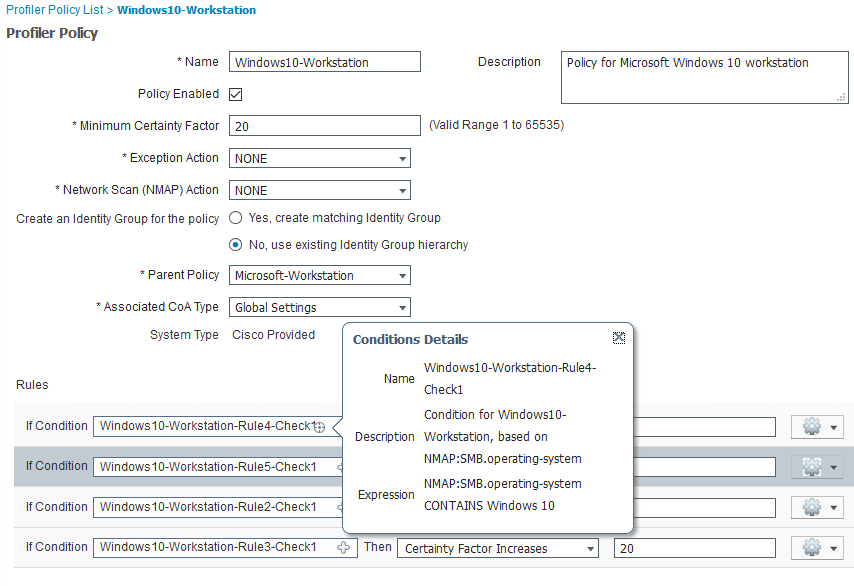 Profiler Policy List > Windows10-Workstation
Profiler Policy
* Name Windows10-Workstation Description Policy for Microsoft Windows 10 workstation
Policy Enabled
* Minimum Certainty Factor 20 (Valid Range 1 to 65535)
* Exception Action NONE
* Network Scan (NMAP) Action NONE
Create an Identity Group for the policy Yes, create matching Identity Group
No, use existing Identity Group hierarchy
* Parent Policy Microsoft-Workstation
* Associated CoA Type Global Settings
System Type Cisco Provided
Conditions Details
Name Windows10-Workstation-Rule4-
Check1
Description Condition for Windows10-
Workstation, based on
NMAP:SMB.operating-system
Expression NMAP:SMB.operating-system
CONTAINS Windows 10
Rules
If Condition Windows10-Workstation-Rule4-Check1
If Condition Windows10-Workstation-Rule5-Check1
If Condition Windows10-Workstation-Rule2-Check1
If Condition Windows10-Workstation-Rule3-Check1 Then Certainty Factor Increases 20